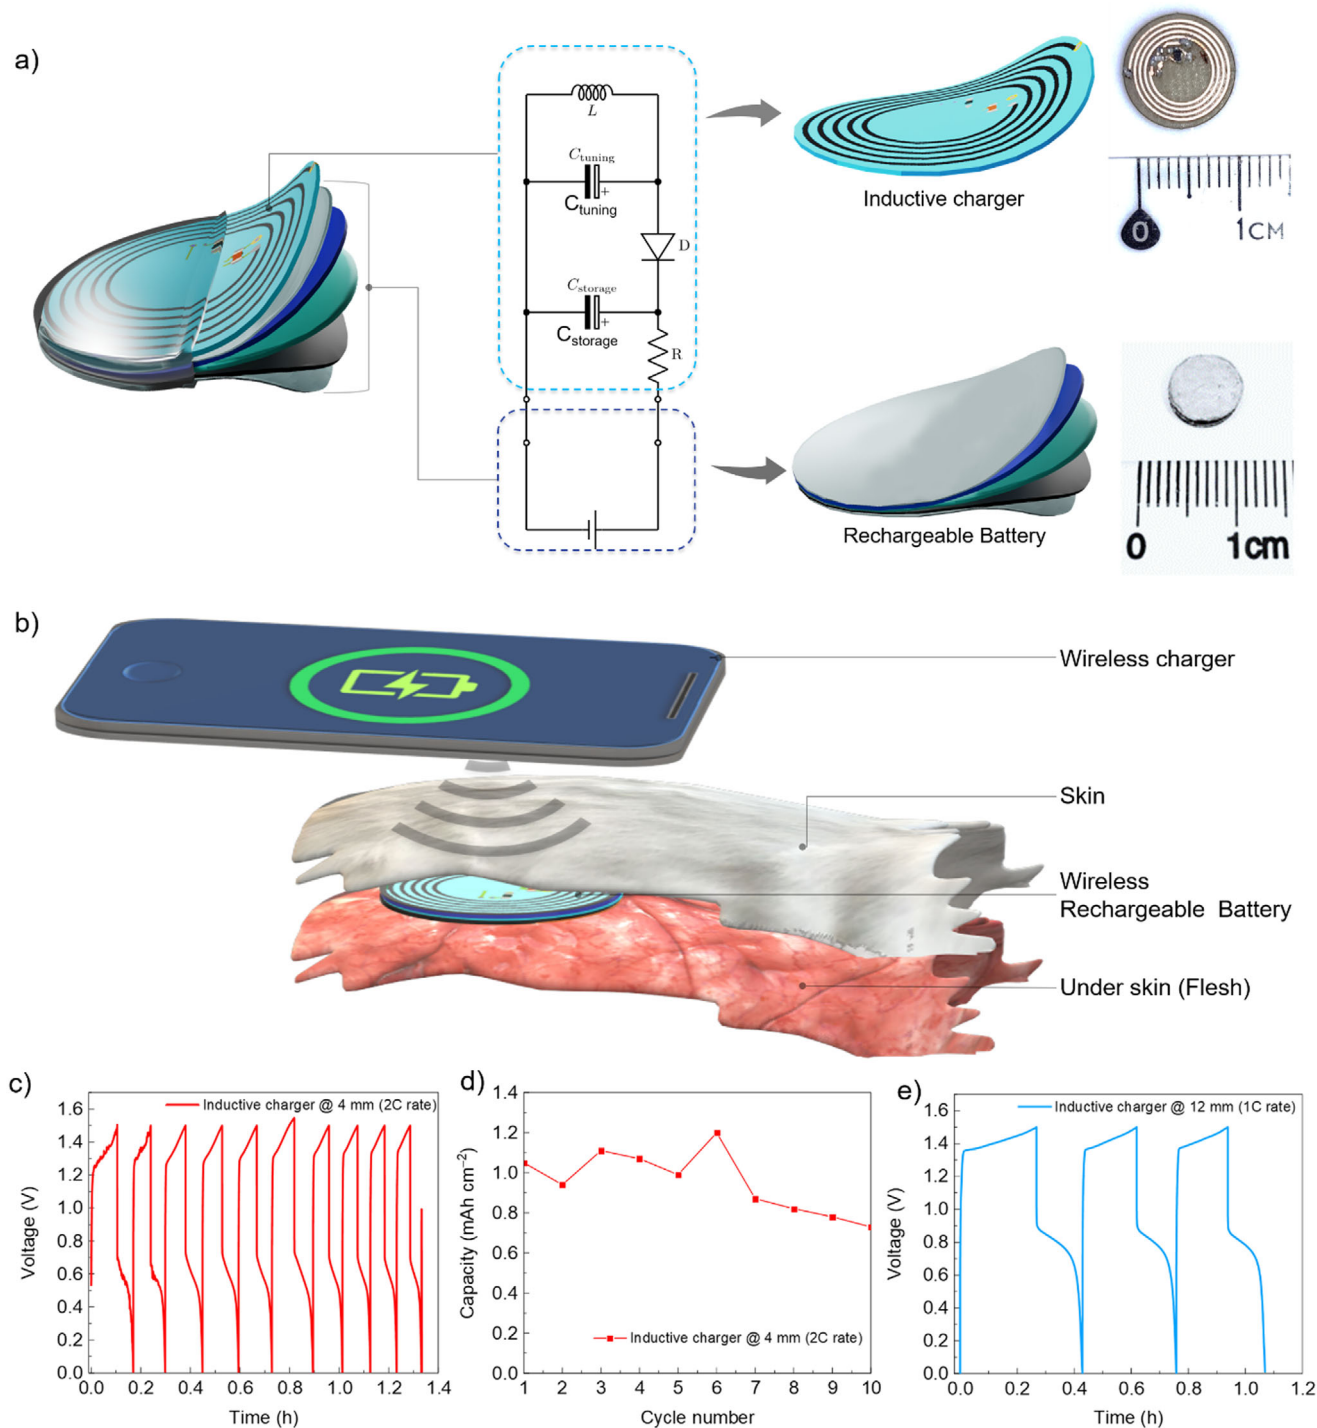 a)
L
C_tuning
+
C_tuning
D
C_storage
+
C_storage
R
Inductive charger
0 1CM
Rechargeable Battery
0 1cm
b)
Wireless charger
Skin
Wireless
Rechargeable Battery
Under skin (Flesh)
c)
Inductive charger @ 4 mm (2C rate)
Voltage (V)
1.6
1.4
1.2
1.0
0.8
0.6
0.4
0.2
0.0
0.0 0.2 0.4 0.6 0.8 1.0 1.2 1.4
Time (h)
d)
Capacity (mAh cm⁻²)
1.4
1.2
1.0
0.8
0.6
0.4
0.2
0.0
Inductive charger @ 4 mm (2C rate)
1 2 3 4 5 6 7 8 9 10
Cycle number
e)
Inductive charger @ 12 mm (1C rate)
Voltage (V)
1.6
1.4
1.2
1.0
0.8
0.6
0.4
0.2
0.0
0.0 0.2 0.4 0.6 0.8 1.0 1.2
Time (h)